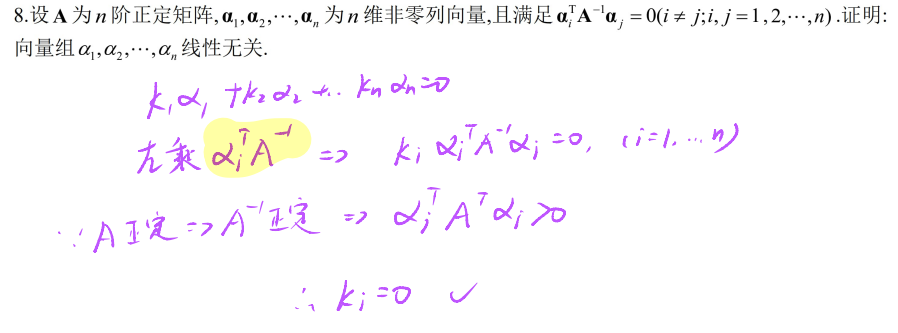 8.设 A 为 n 阶正定矩阵,α₁,α₂,⋯,αₙ 为 n 维非零列向量,且满足 αᵢᵀA⁻¹αⱼ = 0(i ≠ j;i, j = 1, 2,⋯, n) .证明:
向量组 α₁,α₂,⋯,αₙ 线性无关.
k₁α₁ + k₂α₂ + ⋯ kₙαₙ = 0
左乘 αᵢᵀA⁻¹ ⇒ kᵢ αᵢᵀA⁻¹αᵢ = 0, (i=1, ⋯ n)
∵ A正定 ⇒ A⁻¹正定 ⇒ αᵢᵀAᵀαᵢ > 0
∴ kᵢ = 0 ✓